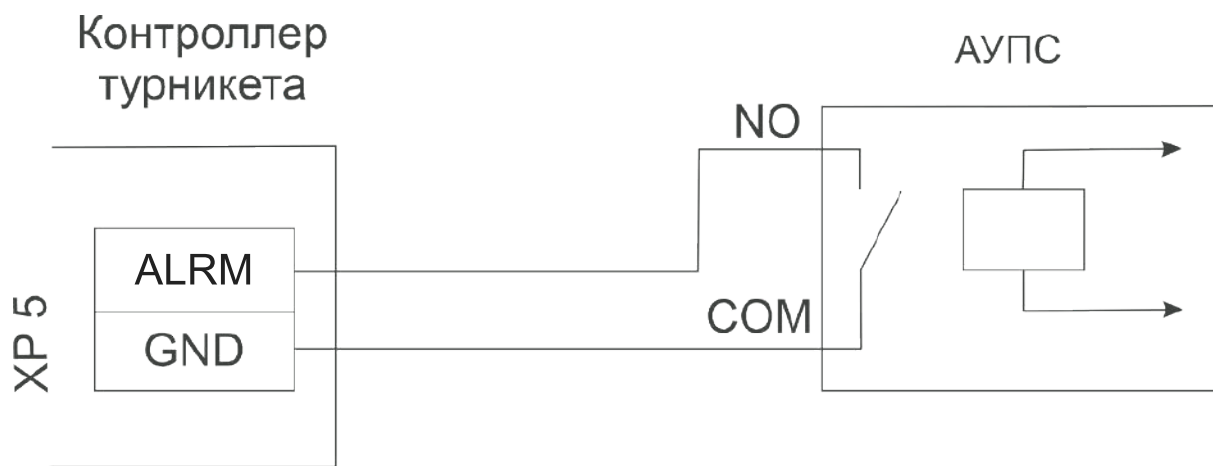 Контроллер
турникета
АУПС
NO
ALRM
COM
GND
XP 5